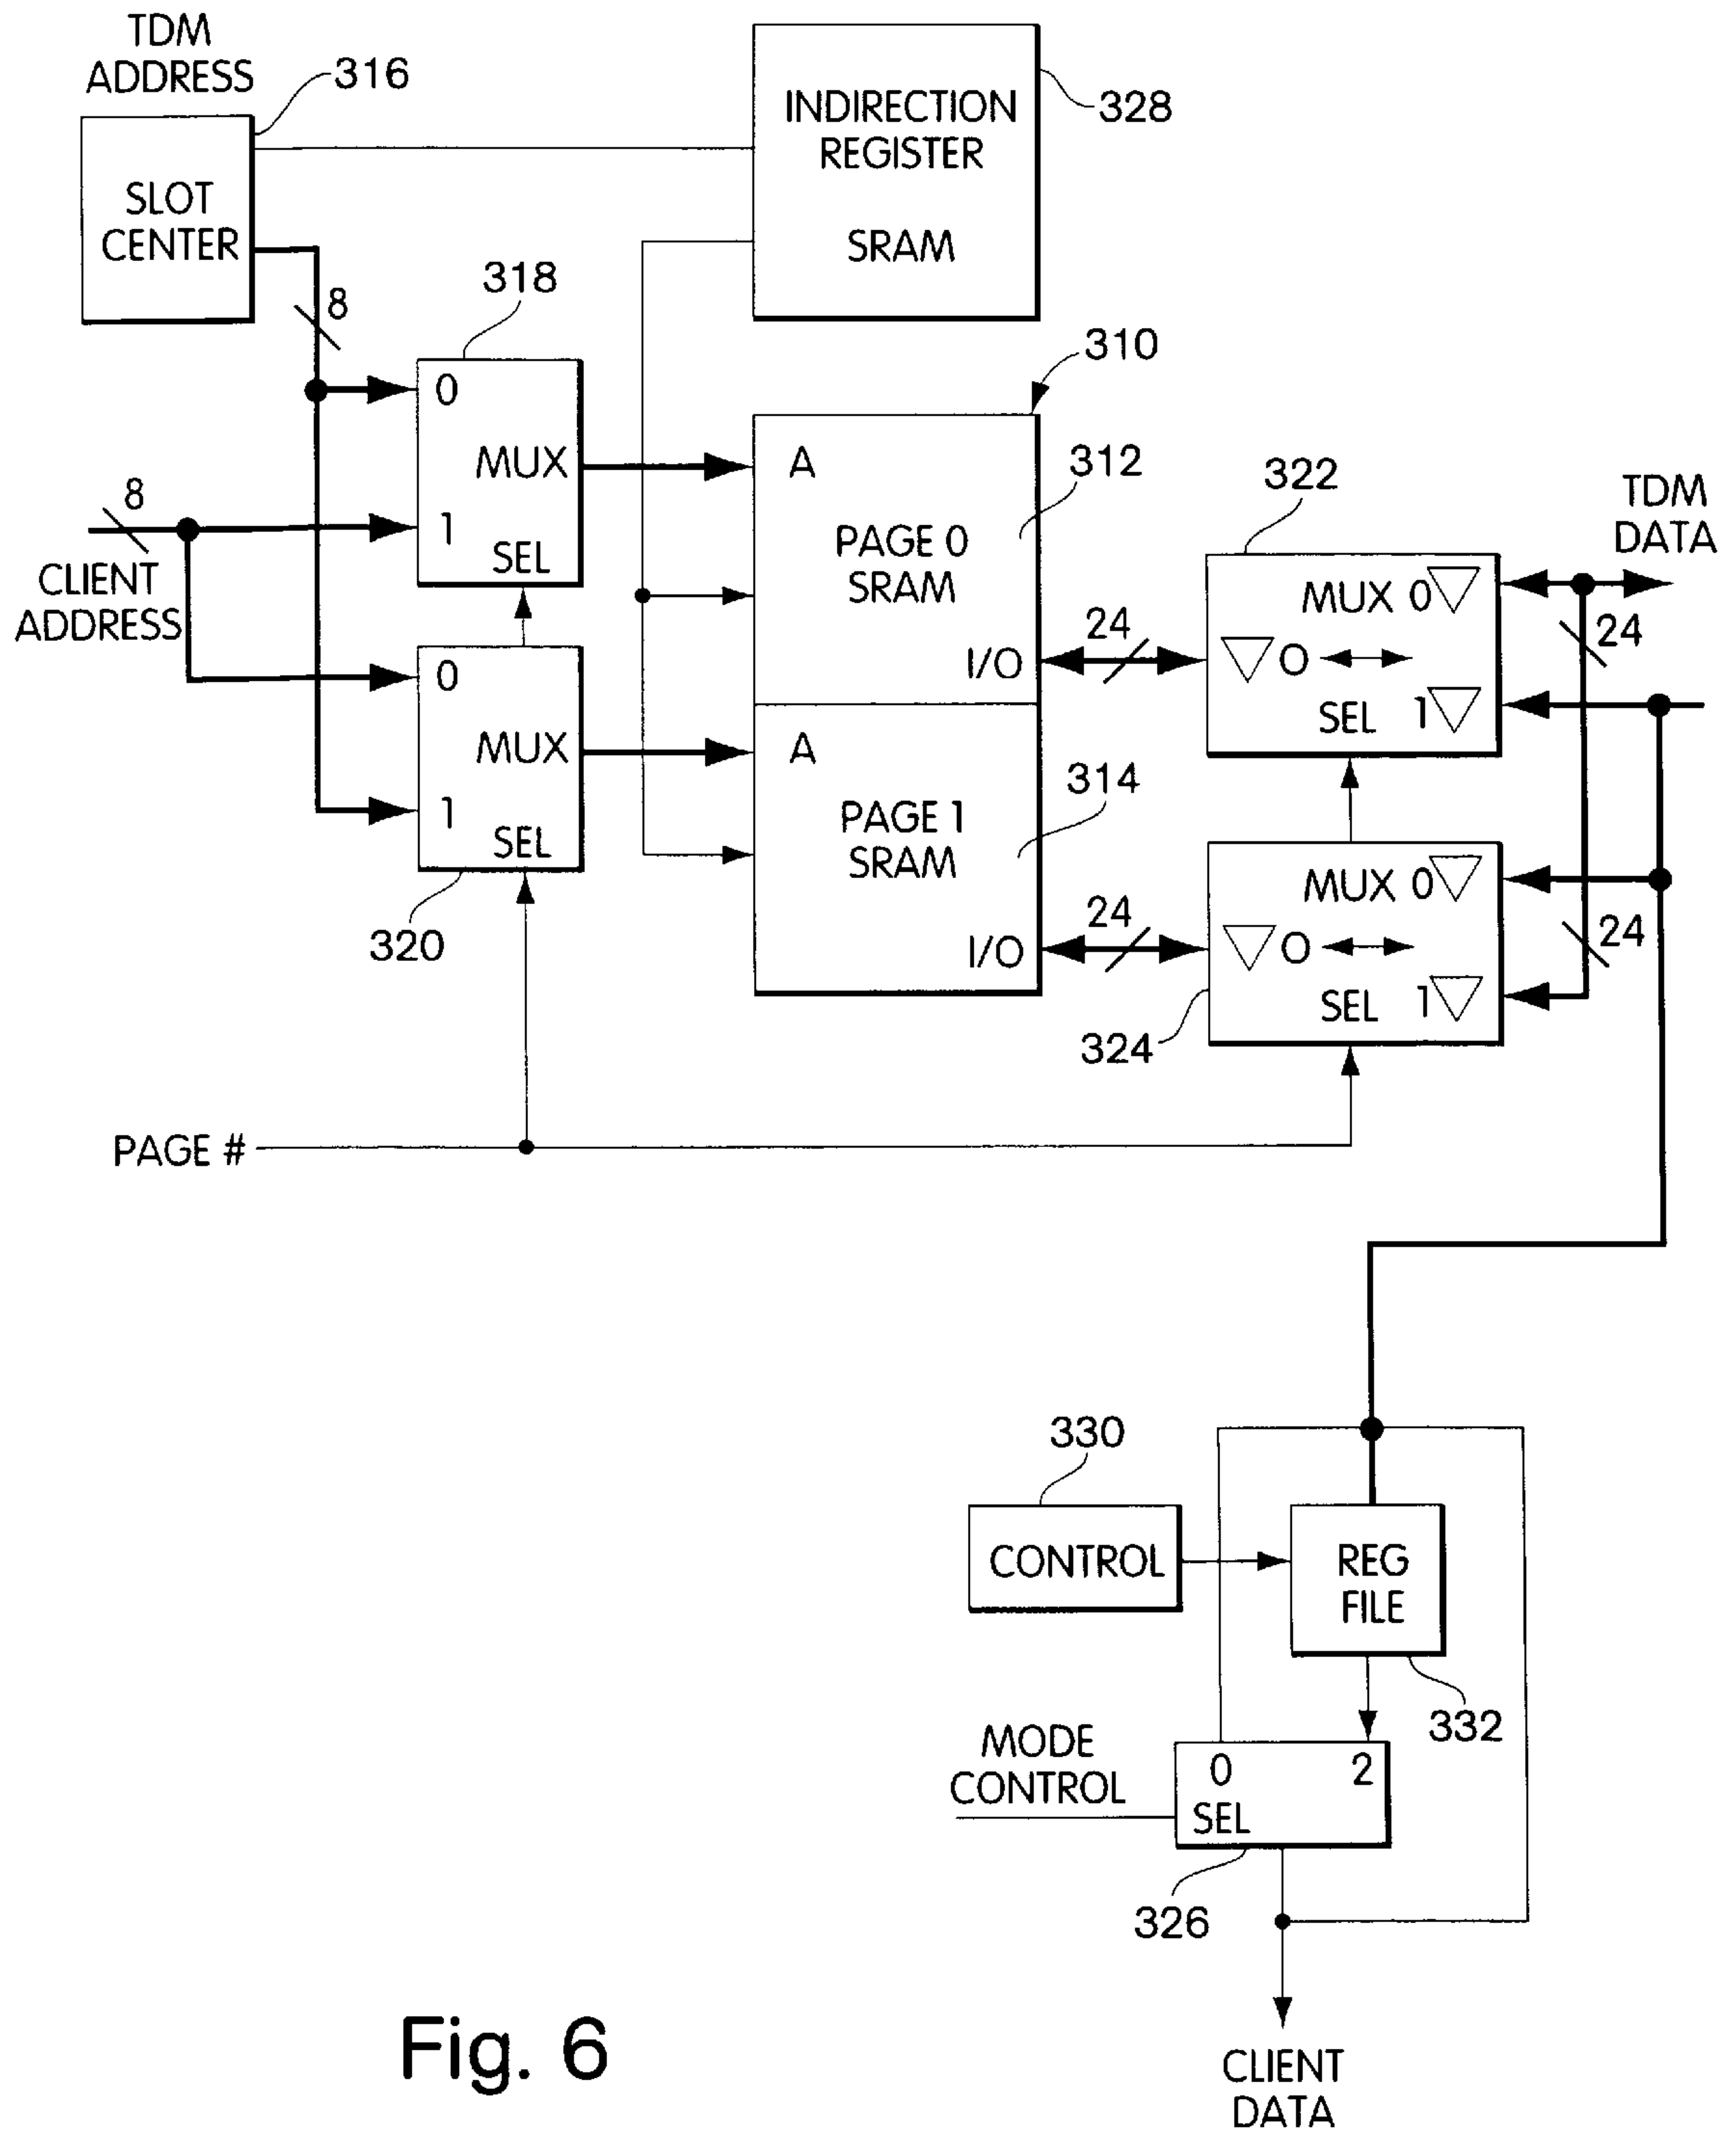 TDM
ADDRESS
316
SLOT
CENTER
8
INDIRECTION
REGISTER
SRAM
328
318
0
MUX
1
SEL
8
CLIENT
ADDRESS
0
MUX
1
SEL
320
310
A
312
PAGE 0
SRAM
I/O
A
314
PAGE 1
SRAM
I/O
24
24
322
MUX 0
O
SEL 1
TDM
DATA
24
MUX 0
O
SEL 1
24
324
PAGE #
330
CONTROL
REG
FILE
332
MODE
CONTROL
0 2
SEL
326
CLIENT
DATA
Fig. 6